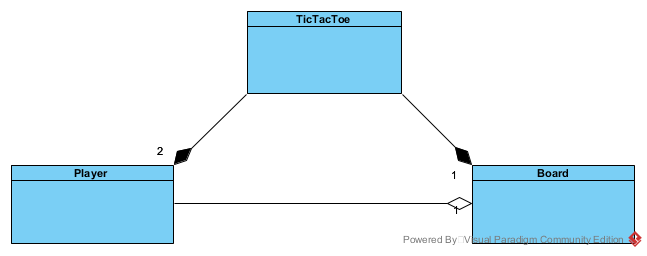 TicTacToe
2
1
Player
Board
1
Powered By Visual Paradigm Community Edition